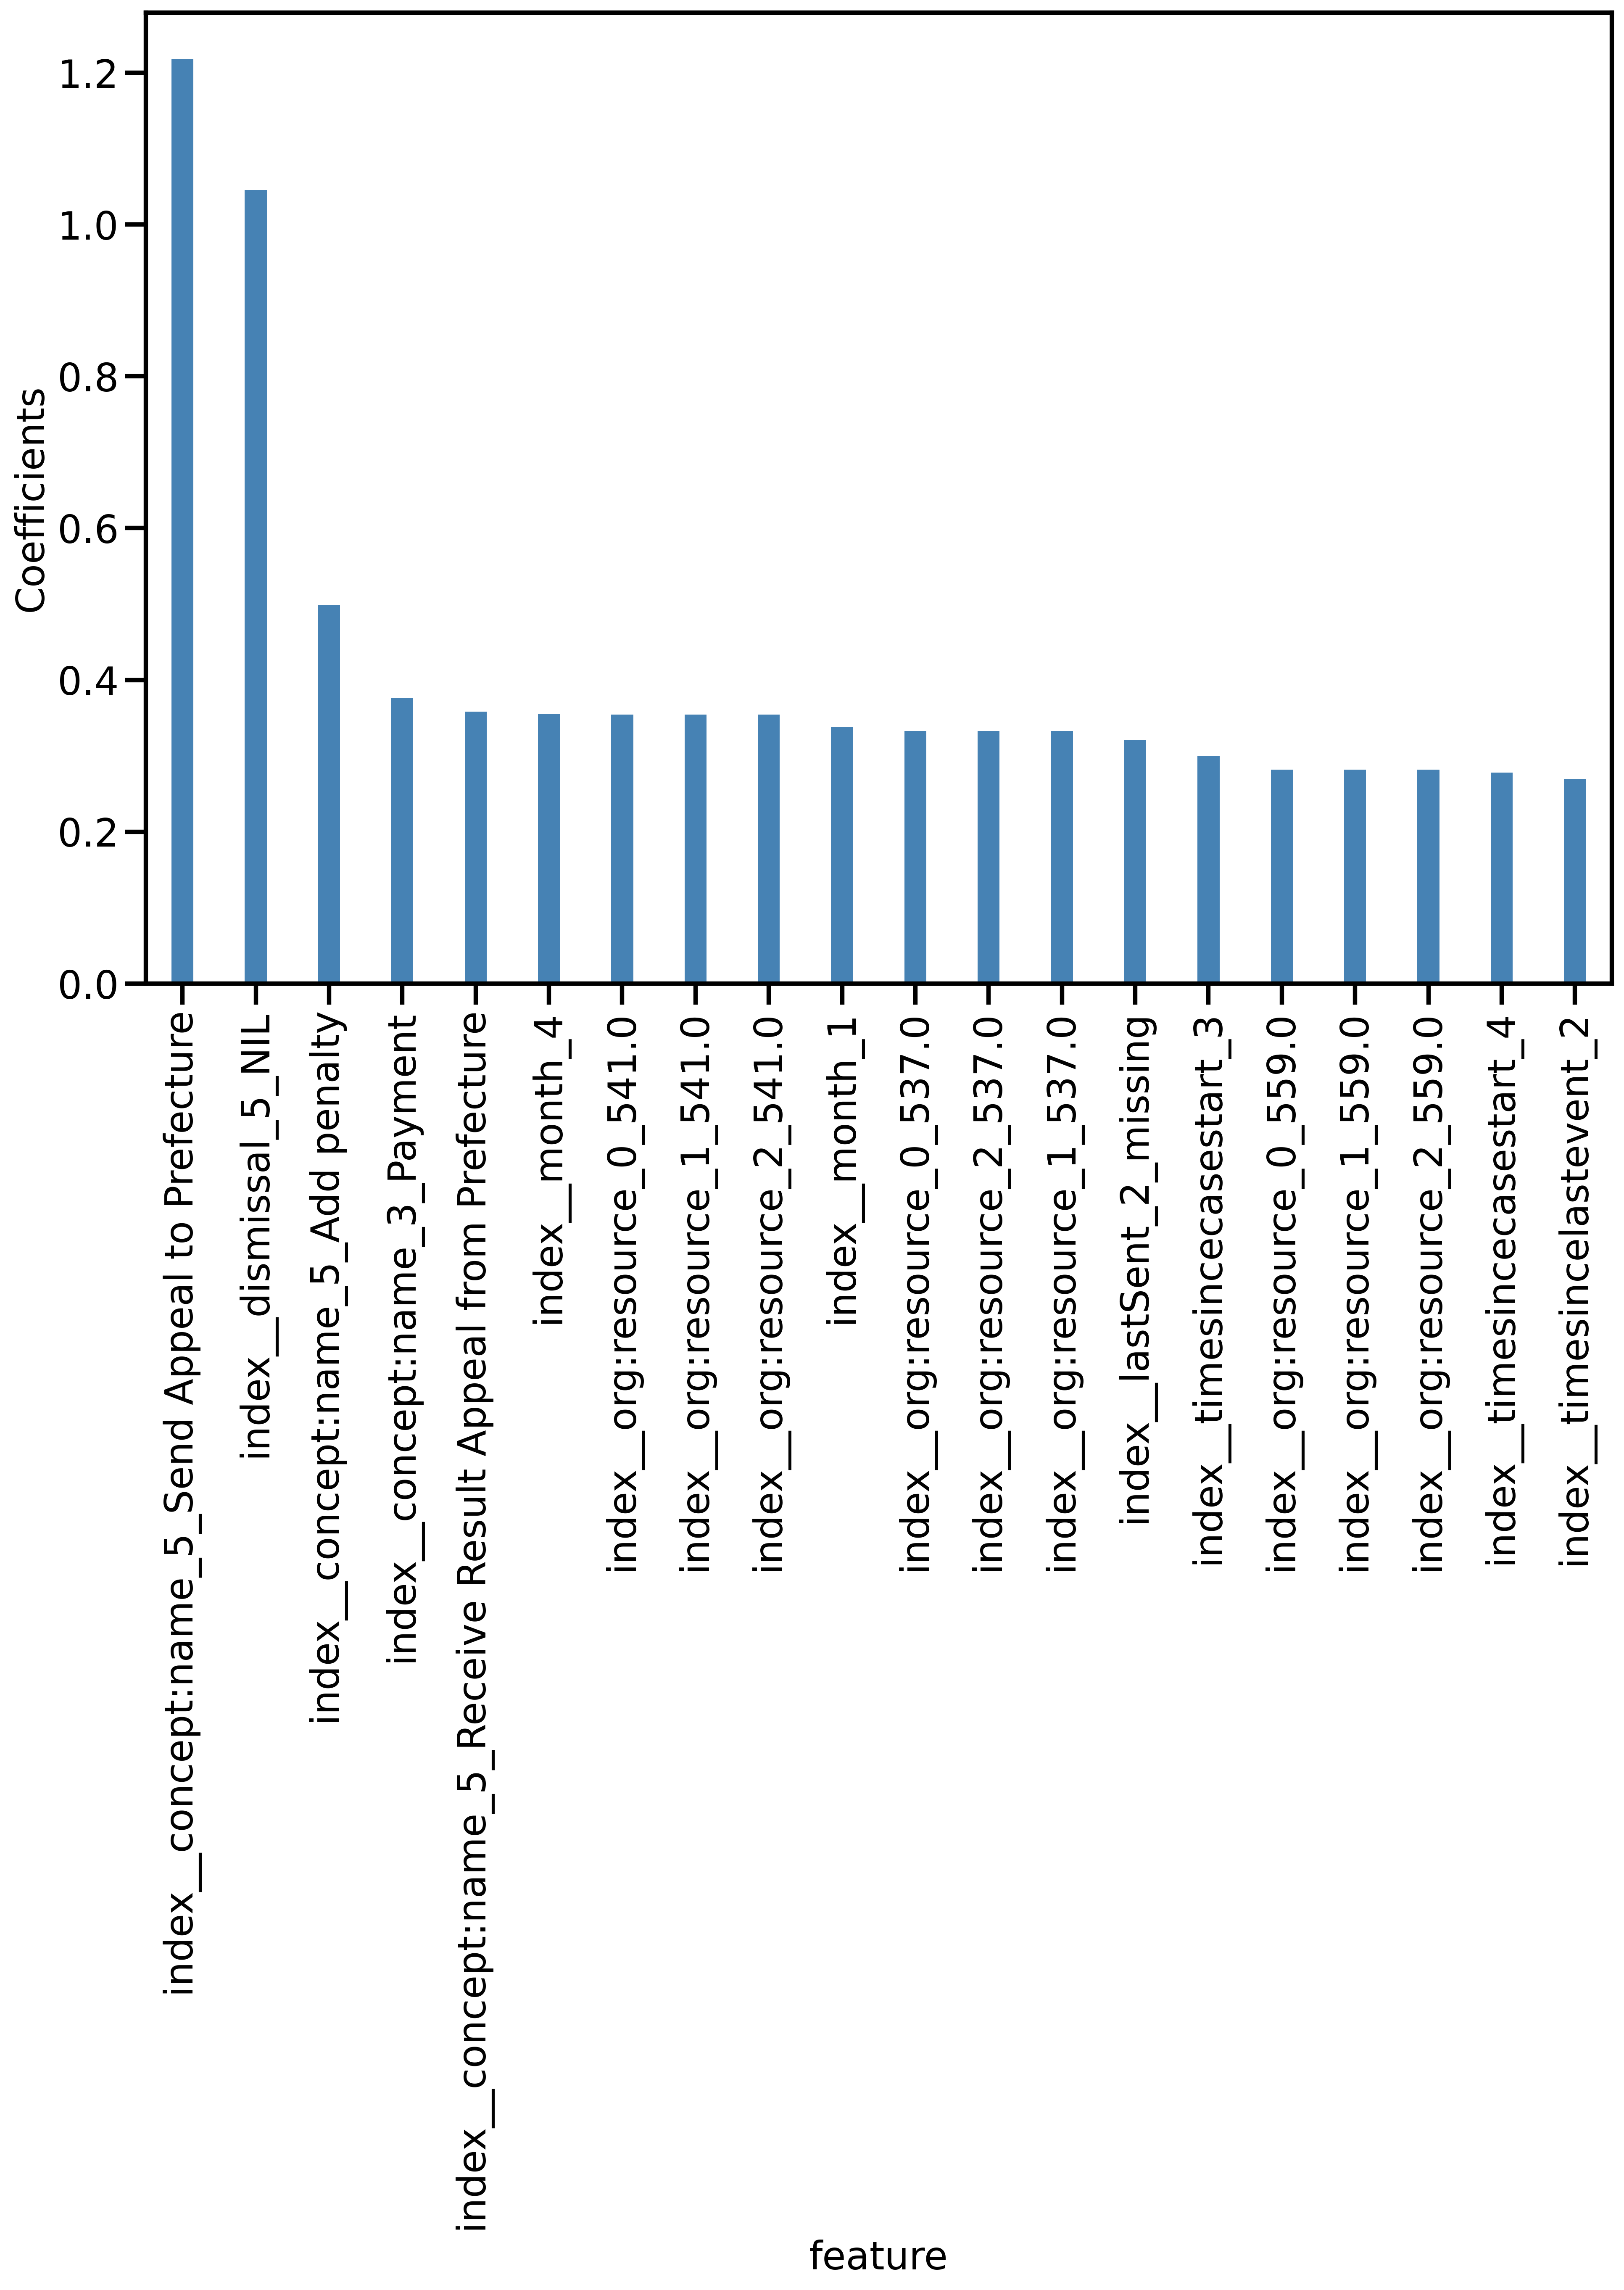 Coefficients
1.2
1.0
0.8
0.6
0.4
0.2
0.0
index__concept:name_5_Send Appeal to Prefecture
index__dismissal_5_NIL
index__concept:name_5_Add penalty
index__concept:name_3_Payment
index__concept:name_5_Receive Result Appeal from Prefecture
index__month_4
index__org:resource_0_541.0
index__org:resource_1_541.0
index__org:resource_2_541.0
index__month_1
index__org:resource_0_537.0
index__org:resource_2_537.0
index__org:resource_1_537.0
index__lastSent_2_missing
index__timesincecasestart_3
index__org:resource_0_559.0
index__org:resource_1_559.0
index__org:resource_2_559.0
index__timesincecasestart_4
index__timesincelastevent_2
feature